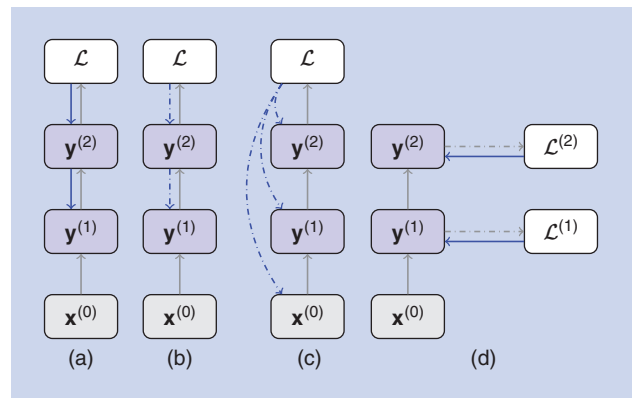 ℒ ℒ ℒ
y(2) y(2) y(2) y(2) ℒ(2)
y(1) y(1) y(1) y(1) ℒ(1)
x(0) x(0) x(0) x(0)
(a) (b) (c) (d)